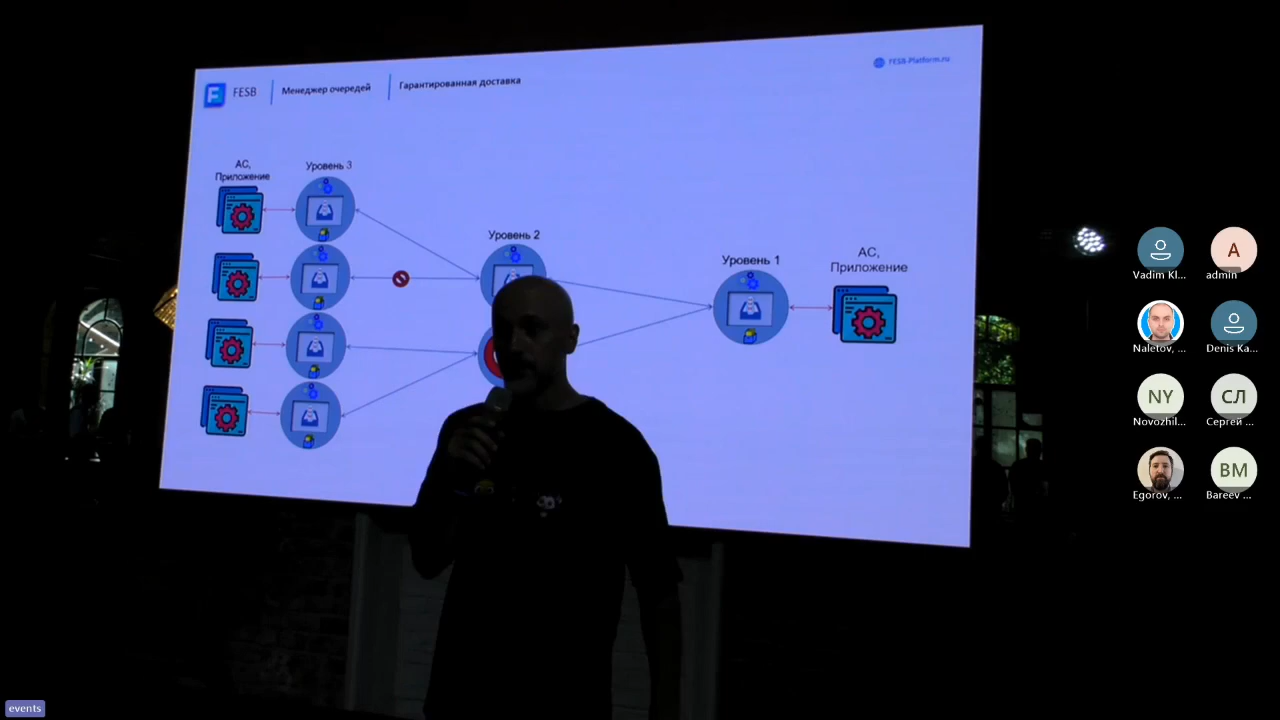 FESB
Менеджер очередей
Гарантированная доставка
FESB-Platform.ru
АС,
Приложение
Уровень 3
Уровень 2
Уровень 1
АС,
Приложение
Vadim Kl...
A
admin
Naletov, ...
Denis Ka...
NY
Novozhil...
СЛ
Сергей ...
Egorov, ...
BM
Bareev ...
events